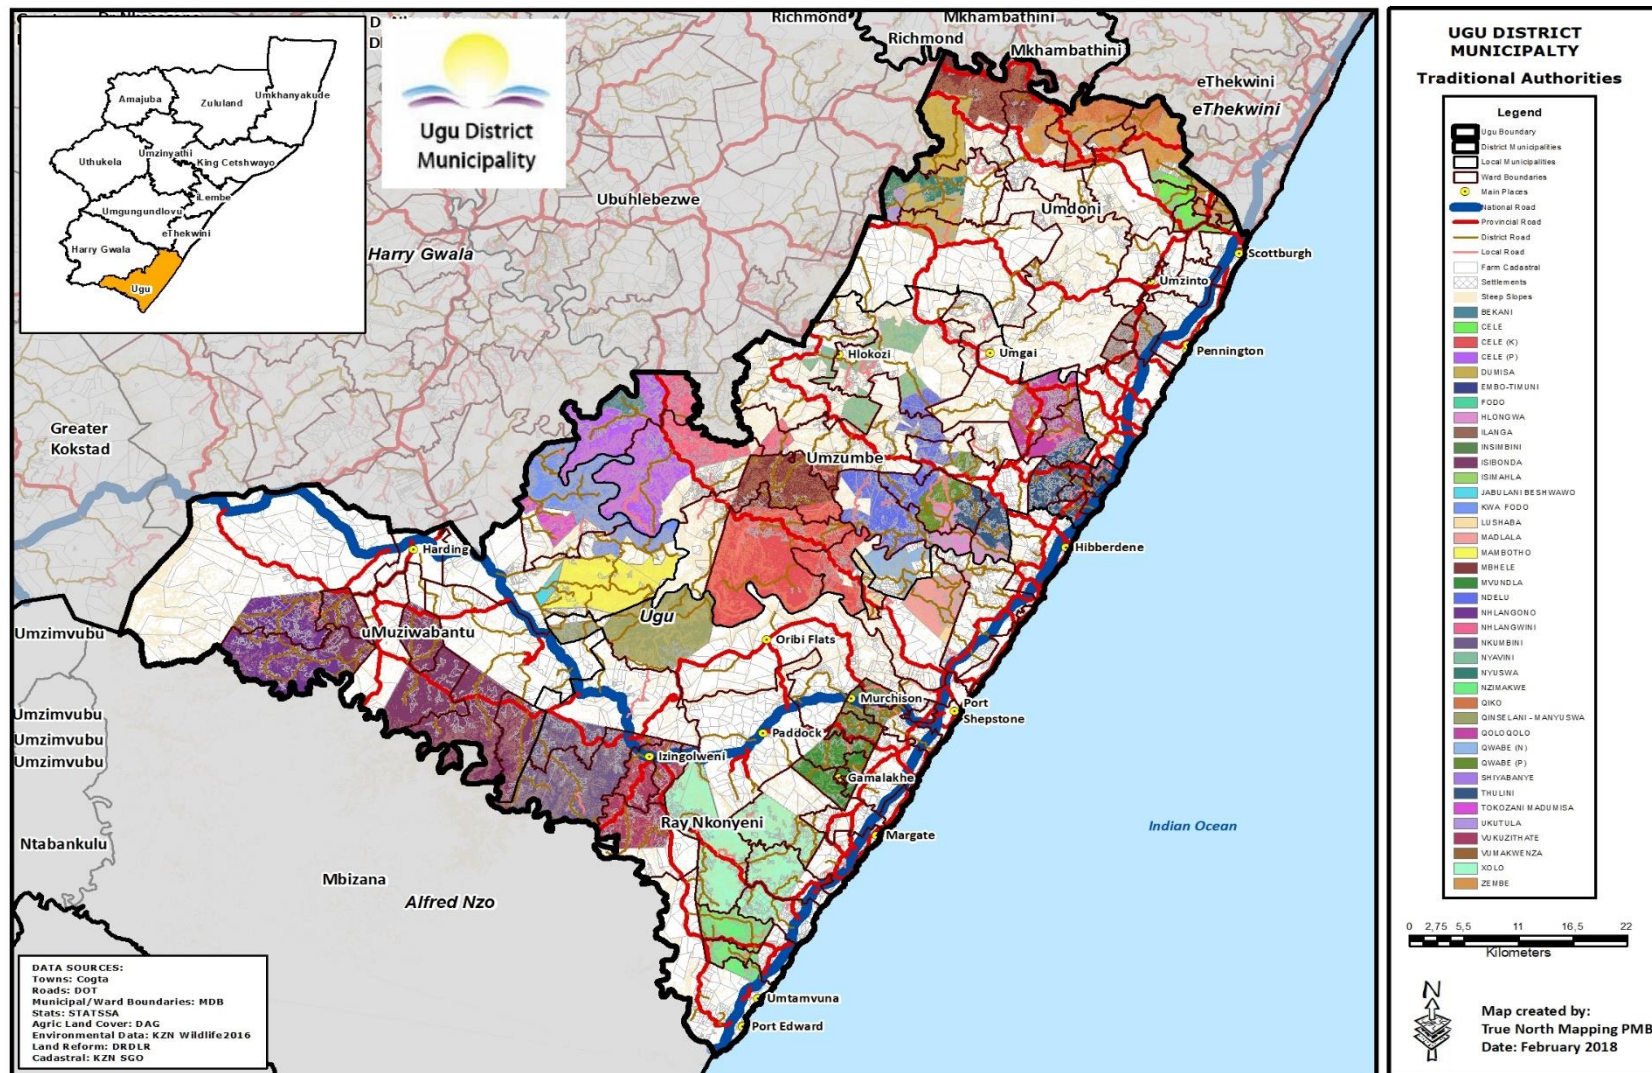 Richmond
Mkhambathini
Richmond
Mkhambathini
eThekwini
eThekwini
Amajuba
Zululand
Umkhanyakude
Uthukela
Umzinyathi
King Cetshwayo
iLembe
Umgungundlovu
eThekwini
Harry Gwala
Ugu
Ugu District
Municipality
Ubuhlebezwe
Harry Gwala
Umdoni
Scottburgh
Umzinto
Pennington
Hlokozi
Umgai
Greater
Kokstad
Umzumbe
Harding
Hibberdene
Ugu
uMuziwabantu
Oribi Flats
Umzimvubu
Murchison
Port
Shepstone
Umzimvubu
Umzimvubu
Umzimvubu
Paddock
Izingolweni
Gamalakhe
Ray Nkonyeni
Margate
Indian Ocean
Ntabankulu
Mbizana
Alfred Nzo
Umtamvuna
Port Edward
DATA SOURCES:
Towns: Cogta
Roads: DOT
Municipal/Ward Boundaries: MDB
Stats: STATSSA
Agric Land Cover: DAG
Environmental Data: KZN Wildlife2016
Land Reform: DRDLR
Cadastral: KZN SGO
UGU DISTRICT
MUNICIPALTY
Traditional Authorities
Legend
Ugu Boundary
District Municipalities
Local Municipalities
Ward Boundaries
Main Places
National Road
Provincial Road
District Road
Local Road
Farm Cadastral
Settlements
Steep Slopes
BEKANI
CELE
CELE (K)
CELE (P)
DUMISA
EMBO-TIMUNI
FODO
HLONGWA
ILANGA
INSIMBINI
ISIBONDA
ISIMAHLA
JABULANI BESHWAWO
KWA FODO
LUSHABA
MADLALA
MAMBOTHO
MBHELE
MVUNDLA
NDELU
NHLANGONO
NHLANGWINI
NKUMBINI
NYAVINI
NYUSWA
NZIMAKWE
QIKO
QINSELANI - MANYUSWA
QOLOQOLO
QWABE (N)
QWABE (P)
SHIYABANYE
THULINI
TOKOZANI MADUMISA
UKUTULA
VUKUZITHATE
VUMAKWENZA
XOLO
ZEMBE
0 2,75 5,5 11 16,5 22
Kilometers
N
Map created by:
True North Mapping PMB
Date: February 2018